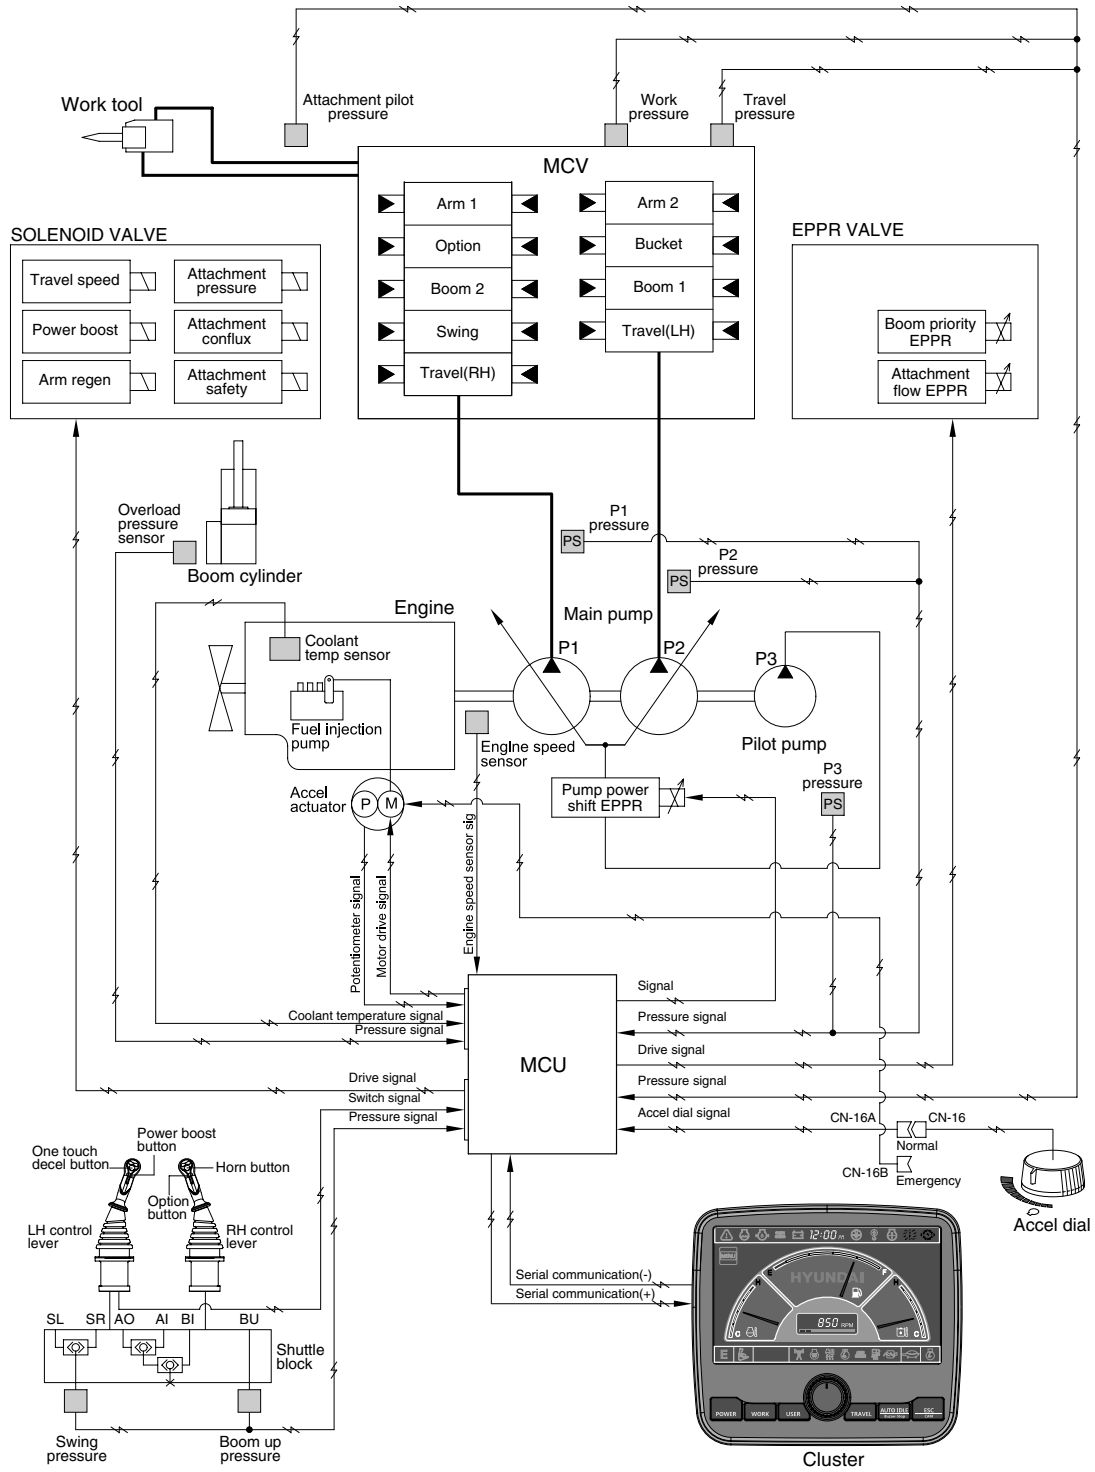 Work tool
Attachment pilot
pressure
Work
pressure
Travel
pressure
MCV
Arm 1
Option
Boom 2
Swing
Travel(RH)
Arm 2
Bucket
Boom 1
Travel(LH)
SOLENOID VALVE
Travel speed
Power boost
Arm regen
Attachment
pressure
Attachment
conflux
Attachment
safety
EPPR VALVE
Boom priority
EPPR
Attachment
flow EPPR
Overload
pressure
sensor
Boom cylinder
P1
pressure
PS
P2
pressure
PS
Engine
Main pump
Coolant
temp sensor
P1
P2
P3
Fuel injection
pump
Engine speed
sensor
Pilot pump
Accel
actuator
P
M
Pump power
shift EPPR
P3
pressure
PS
Potentiometer signal
Motor drive signal
Engine speed sensor sig
MCU
Coolant temperature signal
Pressure signal
Drive signal
Switch signal
Pressure signal
Signal
Pressure signal
Drive signal
Pressure signal
Accel dial signal
CN-16A
CN-16
Normal
CN-16B
Emergency
Accel dial
One touch
decel button
Power boost
button
Horn button
Option
button
LH control
lever
RH control
lever
SL
SR
AO
AI
BI
BU
Shuttle
block
Swing
pressure
Boom up
pressure
Serial communication(-)
Serial communication(+)
12:00
HYUNDAI
E
F
H
H
C
C
850 RPM
POWER
WORK
USER
TRAVEL
AUTO IDLE
Buzzer Stop
ESC
CAM
Cluster